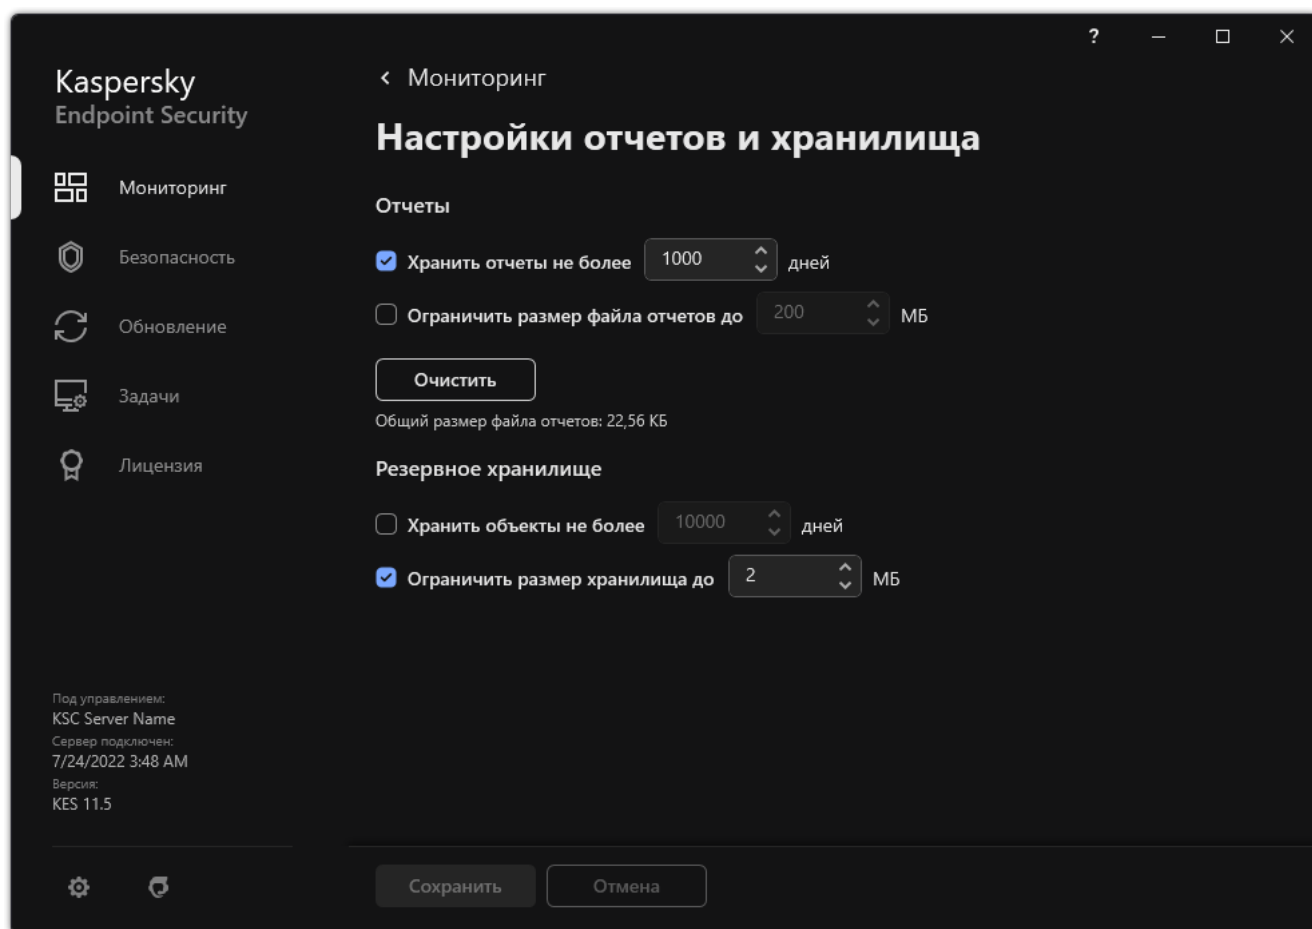 ?
Kaspersky
Endpoint Security
Мониторинг
Безопасность
Обновление
Задачи
Лицензия
Под управлением:
KSC Server Name
Сервер подключен:
7/24/2022 3:48 AM
Версия:
KES 11.5
Мониторинг
Настройки отчетов и хранилища
Отчеты
Хранить отчеты не более 1000 дней
Ограничить размер файла отчетов до 200 МБ
Очистить
Общий размер файла отчетов: 22,56 КБ
Резервное хранилище
Хранить объекты не более 10000 дней
Ограничить размер хранилища до 2 МБ
Сохранить Отмена